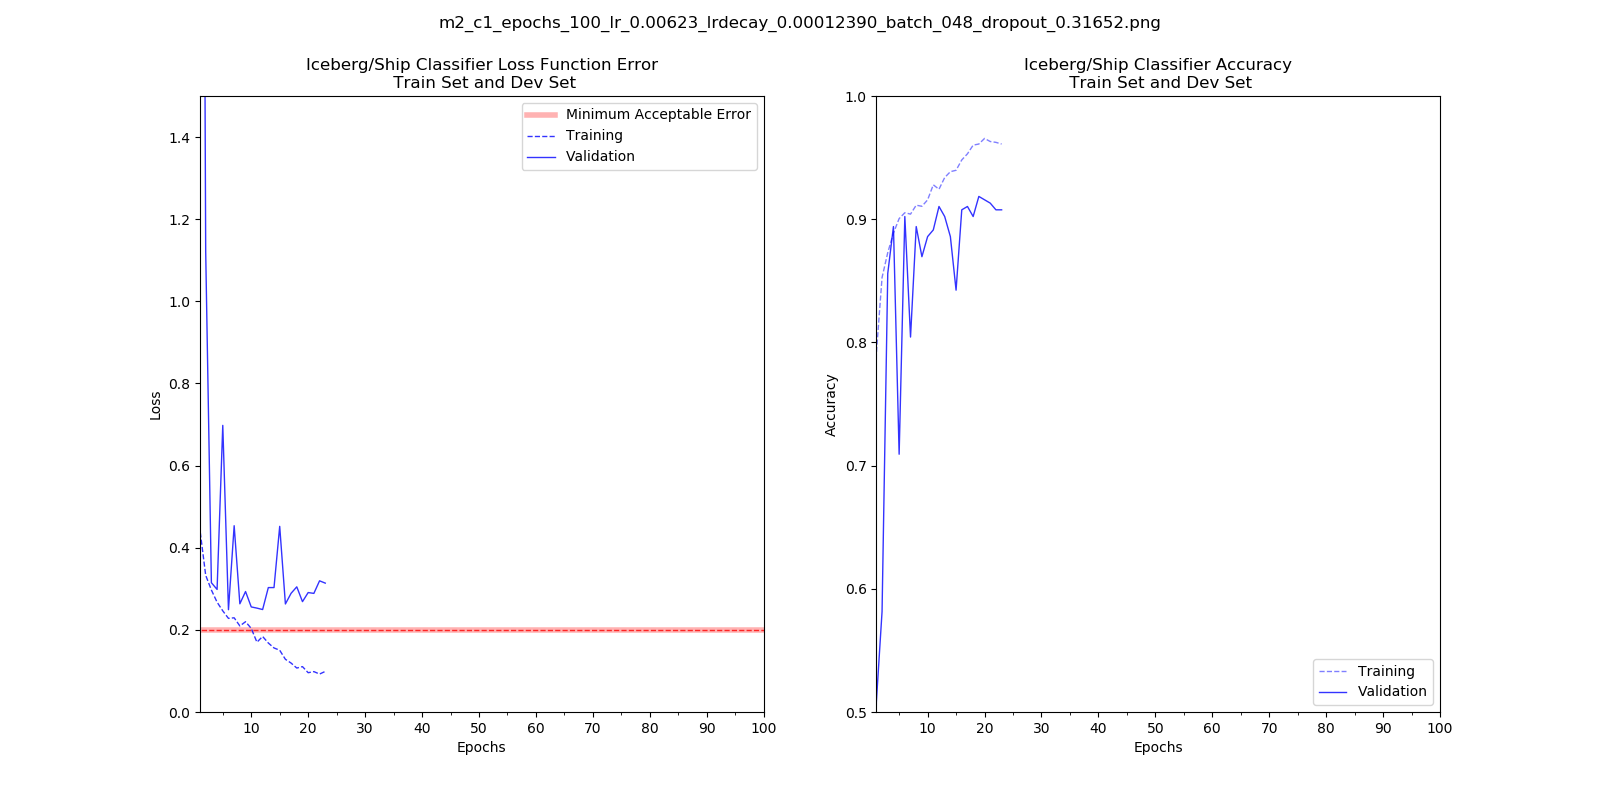 m2_c1_epochs_100_lr_0.00623_lrdecay_0.00012390_batch_048_dropout_0.31652.png
Iceberg/Ship Classifier Loss Function Error
Train Set and Dev Set
Minimum Acceptable Error
Training
Validation
1.4
1.2
1.0
0.8
0.6
0.4
0.2
0.0
Loss
10 20 30 40 50 60 70 80 90 100
Epochs
Iceberg/Ship Classifier Accuracy
Train Set and Dev Set
1.0
0.9
0.8
0.7
0.6
0.5
Accuracy
Training
Validation
10 20 30 40 50 60 70 80 90 100
Epochs